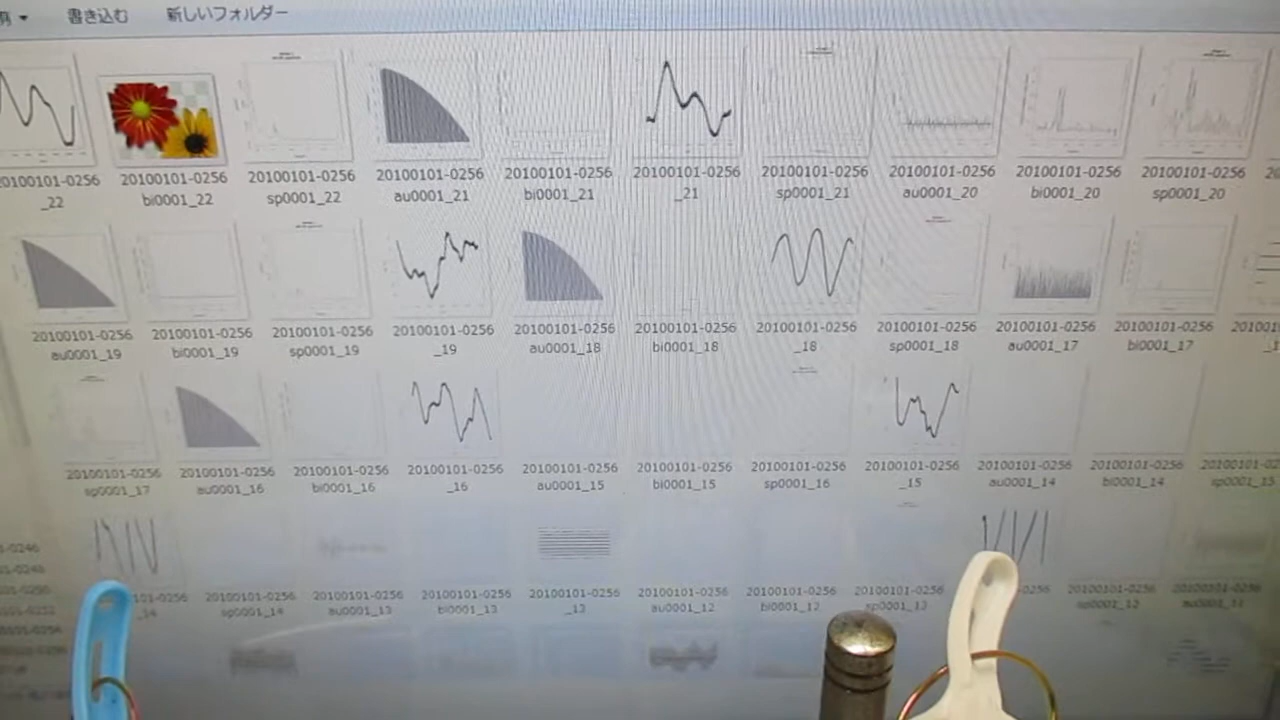 書き込む 新しいフォルダー
20100101-0256 20100101-0256 20100101-0256 20100101-0256 20100101-0256 20100101-0256 20100101-0256 20100101-0256 20100101-0256
_22 bi0001_22 sp0001_22 au0001_21 bi0001_21 _21 sp0001_21 au0001_20 bi0001_20 sp0001_20
20100101-0256 20100101-0256 20100101-0256 20100101-0256 20100101-0256 20100101-0256 20100101-0256 20100101-0256 20100101-0256 20100101-0256
au0001_19 bi0001_19 sp0001_19 _19 au0001_18 bi0001_18 _18 sp0001_18 au0001_17 bi0001_17
20100101-0256 20100101-0256 20100101-0256 20100101-0256 20100101-0256 20100101-0256 20100101-0256 20100101-0256 20100101-0256 20100101-0256
sp0001_17 au0001_16 bi0001_16 _16 au0001_15 bi0001_15 sp0001_16 _15 au0001_14 bi0001_14 sp0001_15
20100101-0256 20100101-0256 20100101-0256 20100101-0256 20100101-0256 20100101-0256 20100101-0256
_14 sp0001_14 au0001_13 bi0001_13 _13 au0001_12 bi0001_12